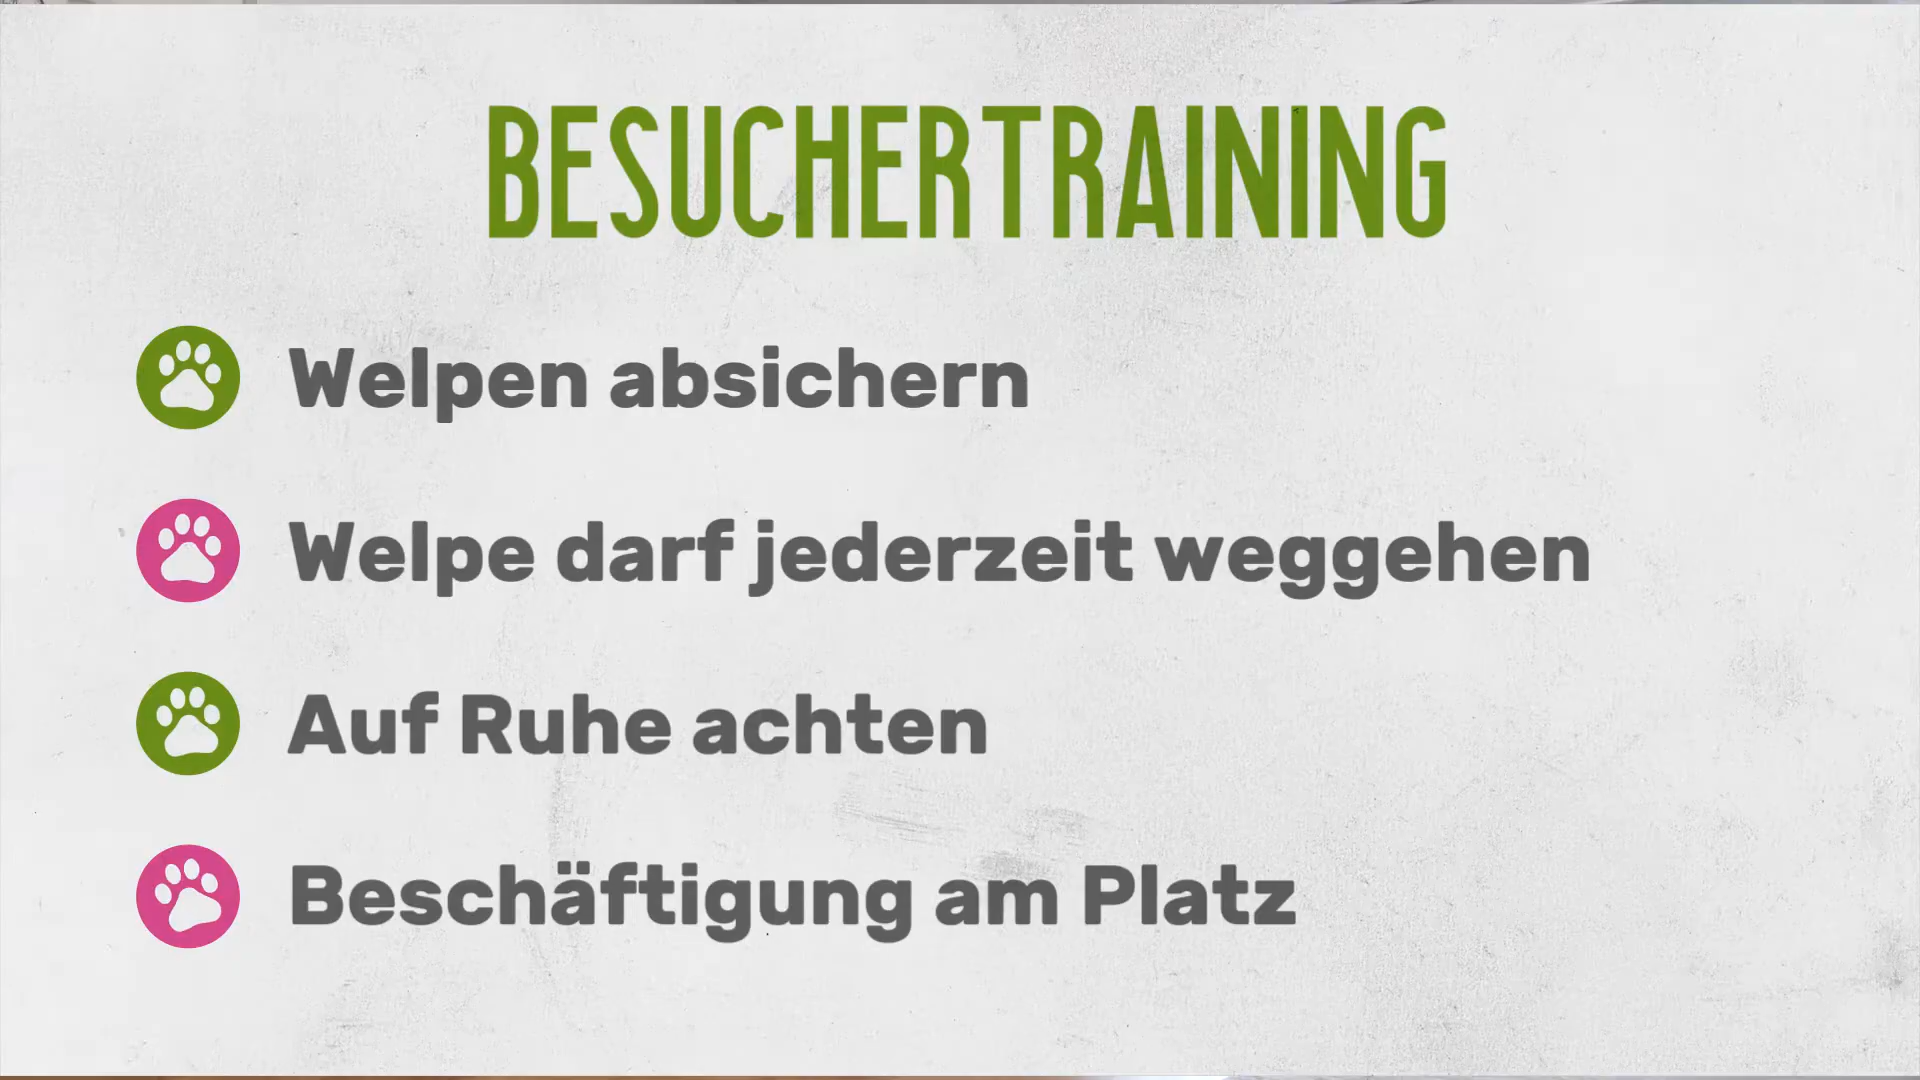 BESUCHERTRAINING
Welpen absichern
Welpe darf jederzeit weggehen
Auf Ruhe achten
Beschäftigung am Platz